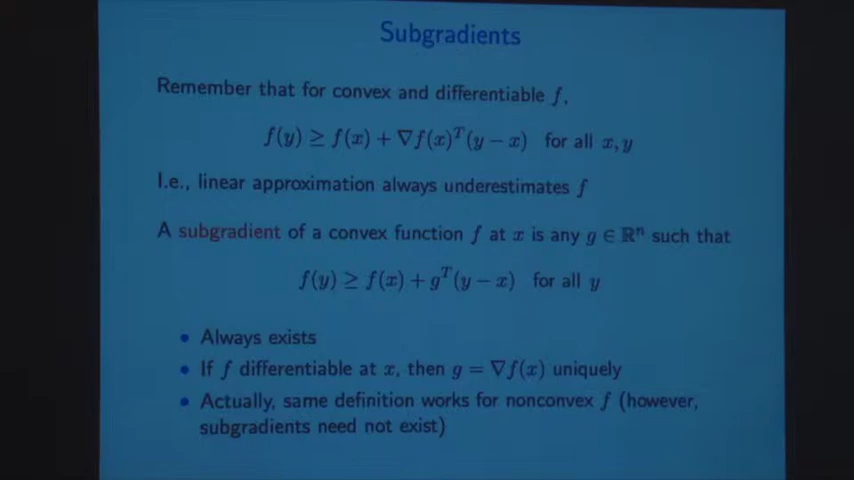 Subgradients
Remember that for convex and differentiable f,
f(y) ≥ f(x) + ∇f(x)ᵀ(y − x) for all x, y
I.e., linear approximation always underestimates f
A subgradient of a convex function f at x is any g ∈ ℝⁿ such that
f(y) ≥ f(x) + gᵀ(y − x) for all y
• Always exists
• If f differentiable at x, then g = ∇f(x) uniquely
• Actually, same definition works for nonconvex f (however,
subgradients need not exist)